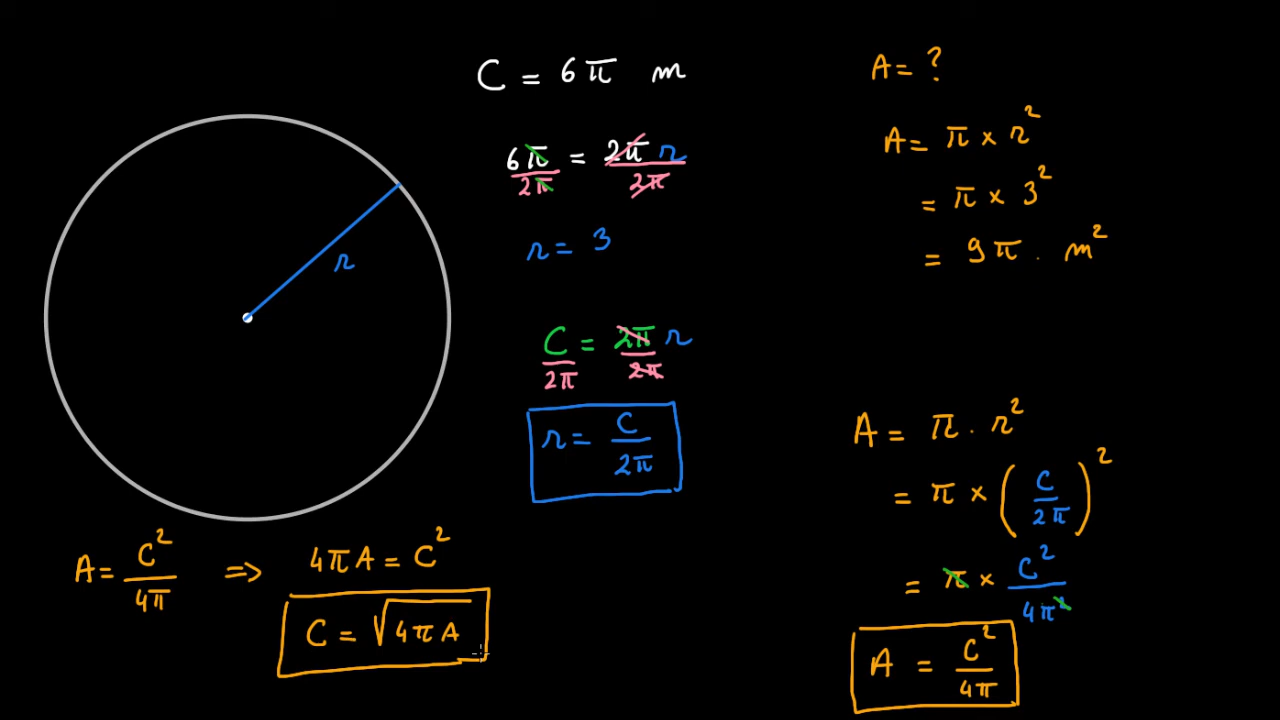 C = 6π m
6π/2π = 2πr/2π
r = 3
r
C/2π = 2πr/2π
r = C/2π
A = ?
A = π × r²
= π × 3²
= 9π . m²
A = π . r²
= π × (C/2π)²
= π × C²/4π²
A = C²/4π
A = C²/4π => 4πA = C²
C = √4πA